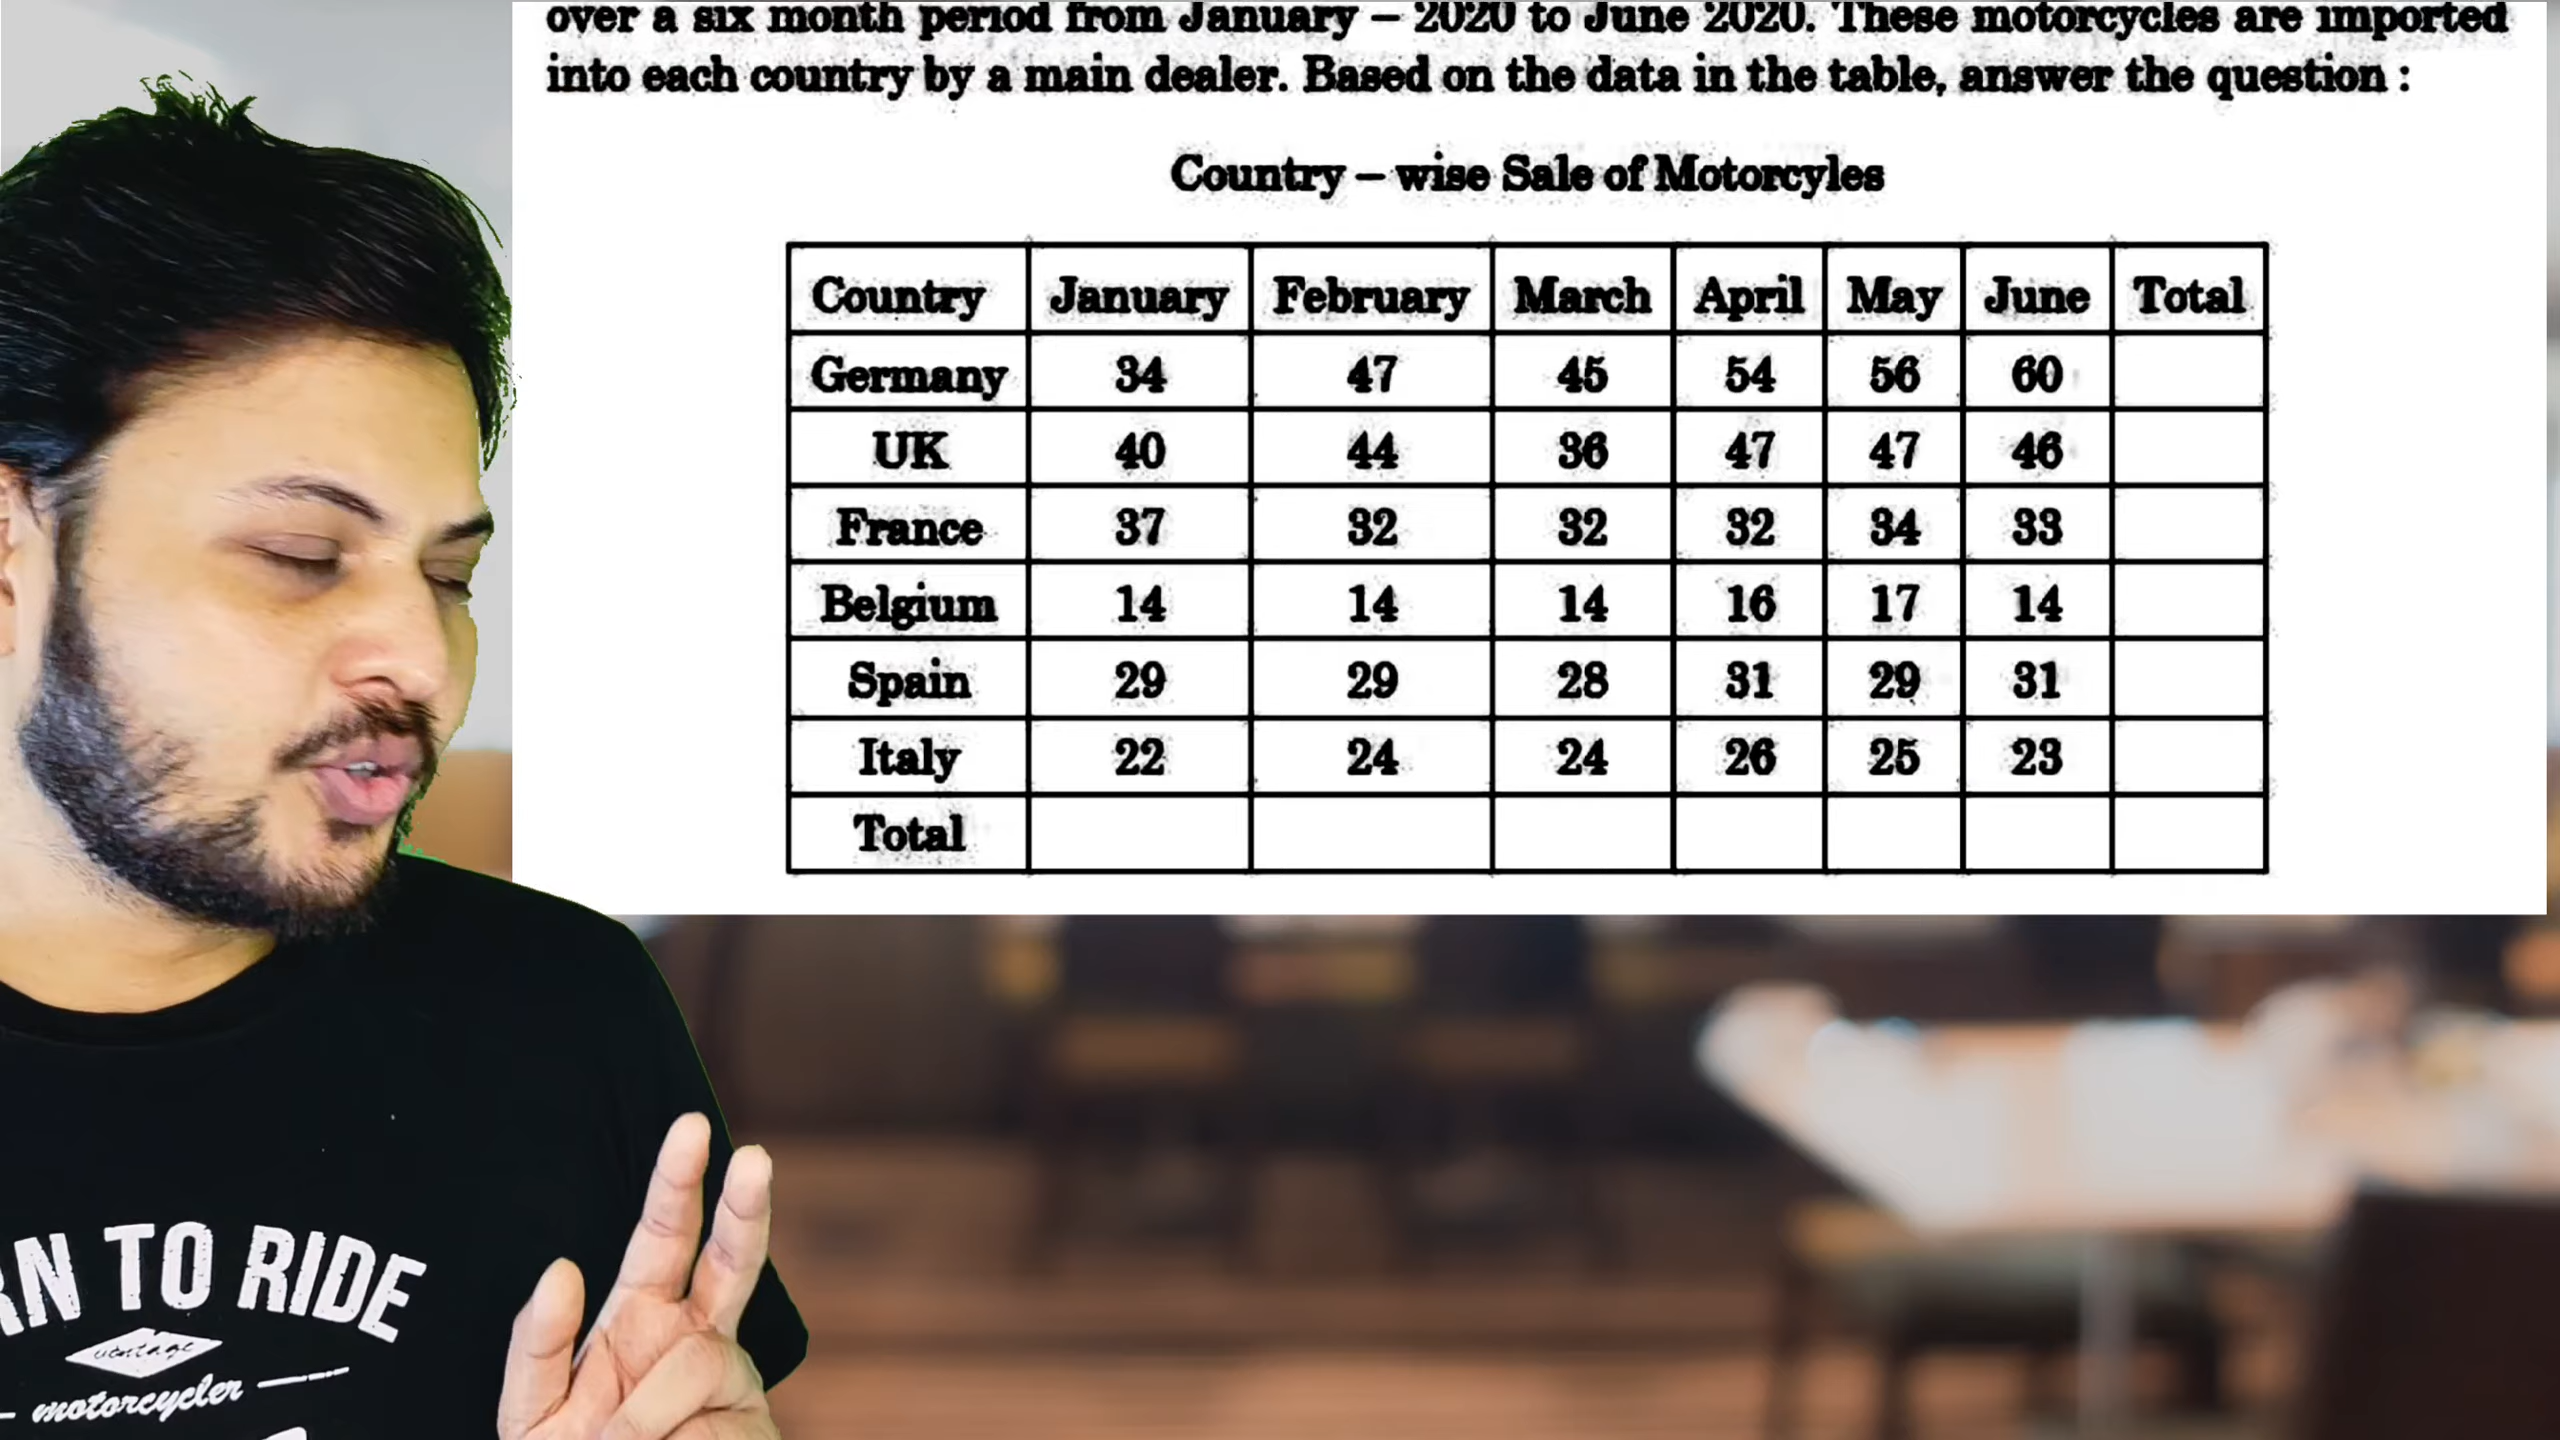 over a six month period from January – 2020 to June 2020. These motorcycles are imported
into each country by a main dealer. Based on the data in the table, answer the question :
Country – wise Sale of Motorcyles
Country January February March April May June Total
Germany 34 47 45 54 56 60
UK 40 44 36 47 47 46
France 37 32 32 32 34 33
Belgium 14 14 14 16 17 14
Spain 29 29 28 31 29 31
Italy 22 24 24 26 25 23
Total
RN TO RIDE
vintage
motorcycler